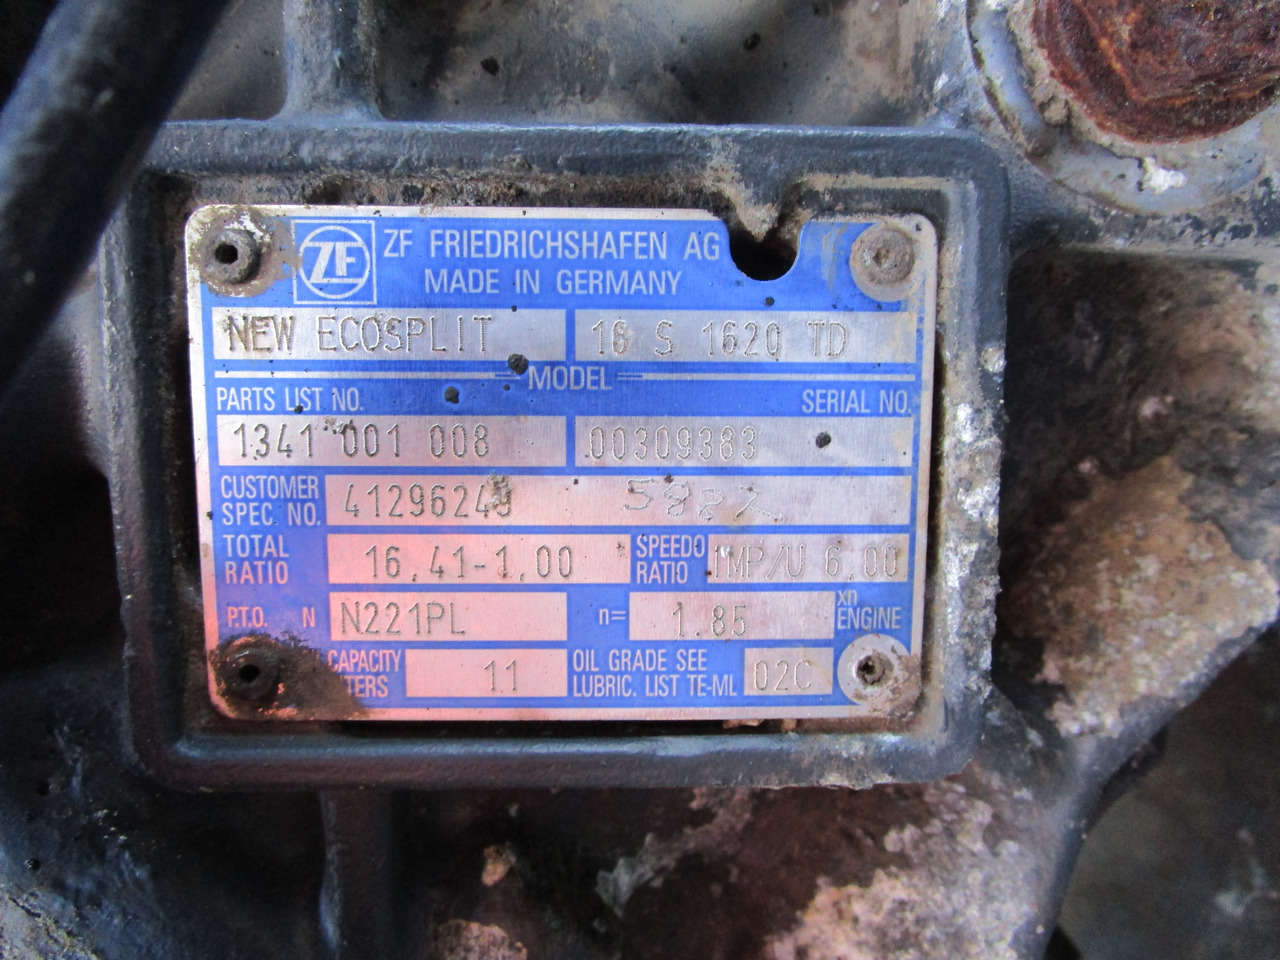 ZF
ZF FRIEDRICHSHAFEN AG
MADE IN GERMANY
NEW ECOSPLIT 16 S 1620 TD
MODEL
PARTS LIST NO. SERIAL NO.
1341 001 008 00309383
CUSTOMER SPEC. NO. 41296249
TOTAL RATIO 16,41-1,00 SPEEDO RATIO IMP/U 6,00
P.T.O. N N221PL n= 1.85 xn ENGINE
CAPACITY 11 OIL GRADE SEE LUBRIC. LIST TE-ML 02C